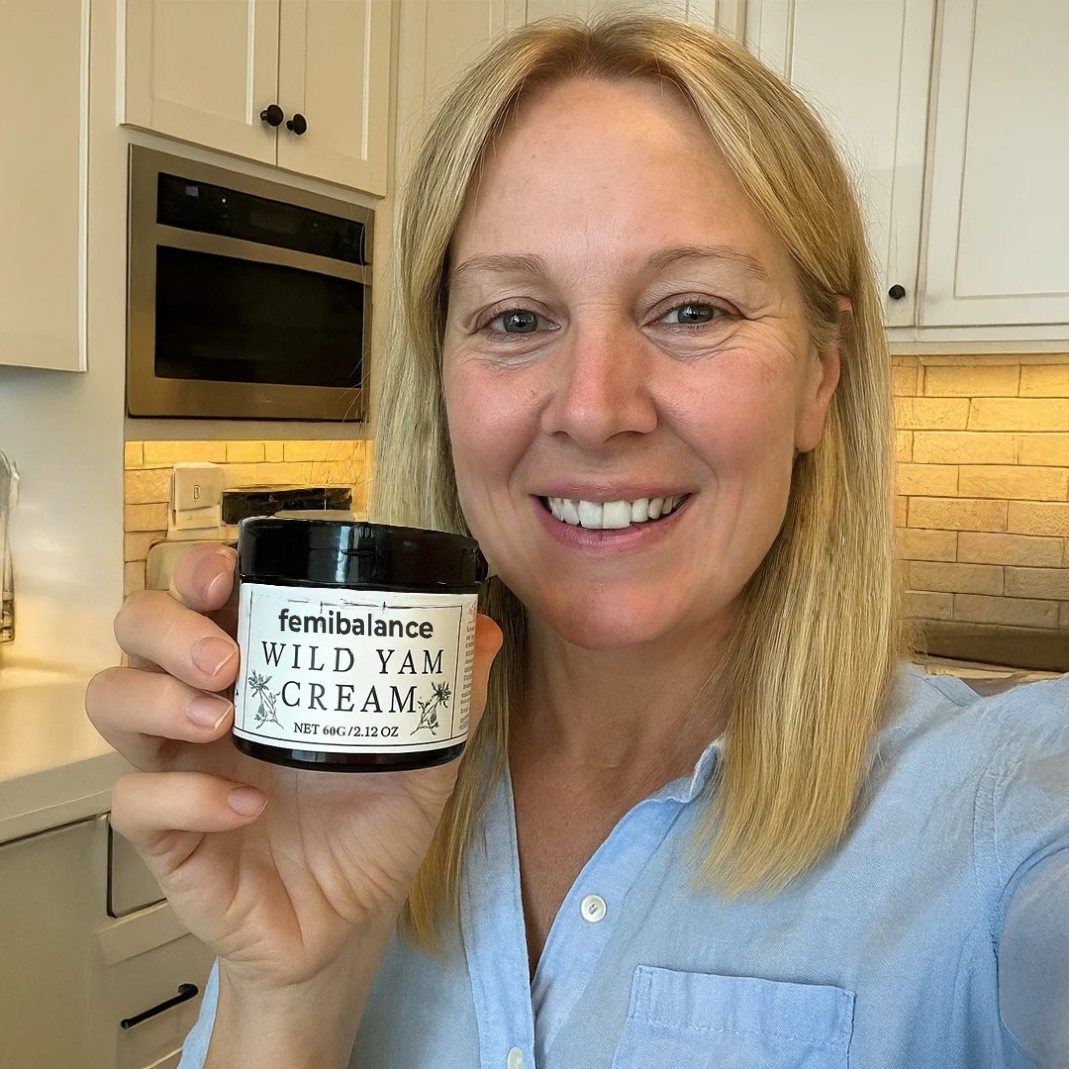 femibalance
WILD YAM
CREAM
NET 60G/2.12 OZ